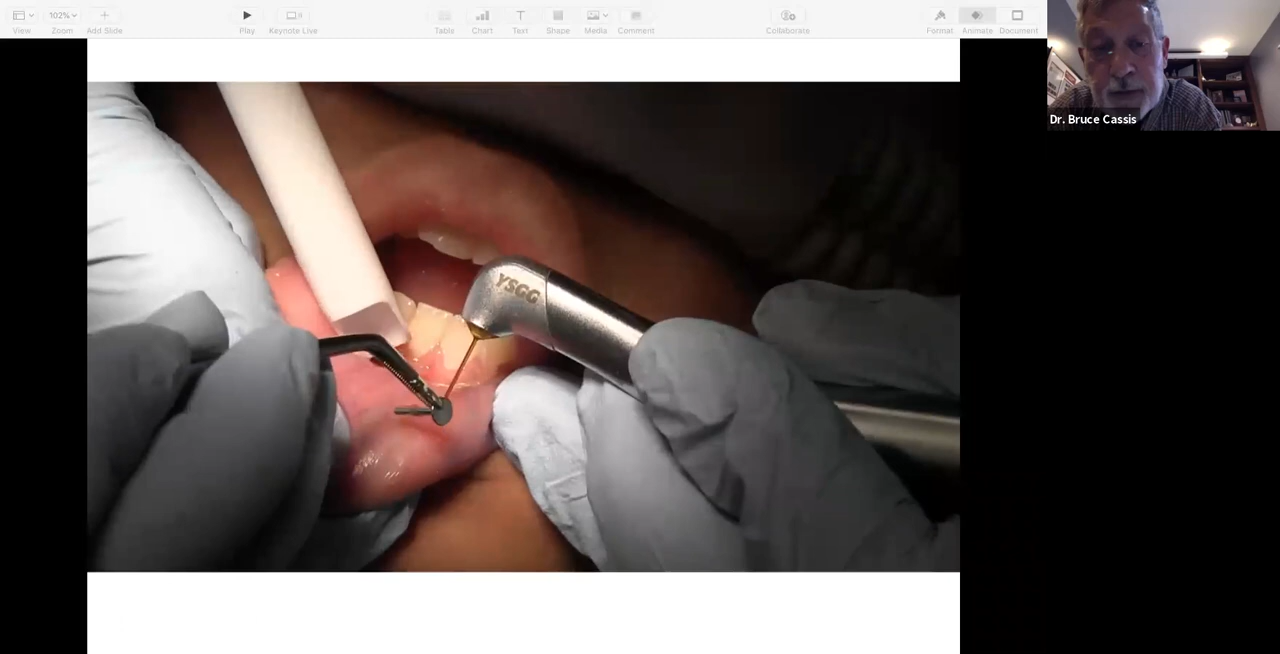 102%
View
Zoom
Add Slide
Play
Keynote Live
Table
Chart
Text
Shape
Media
Comment
Collaborate
Format
Animate
Document
Dr. Bruce Cassis
YSGG